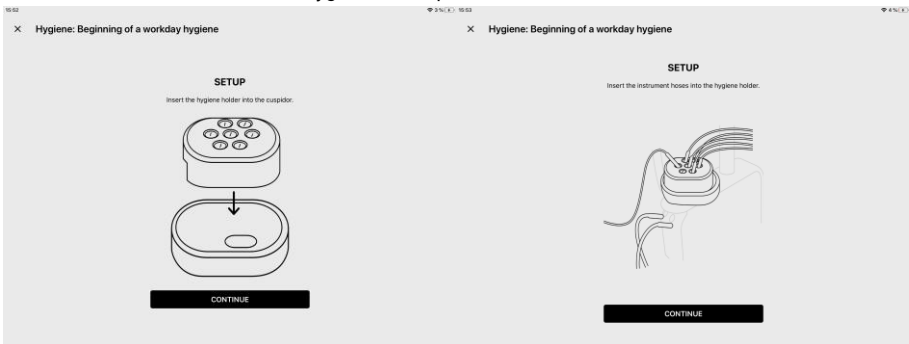 15:52
✕ Hygiene: Beginning of a workday hygiene
SETUP
Insert the hygiene holder into the cuspidor.
CONTINUE
15:53
✕ Hygiene: Beginning of a workday hygiene
SETUP
Insert the instrument hoses into the hygiene holder.
CONTINUE